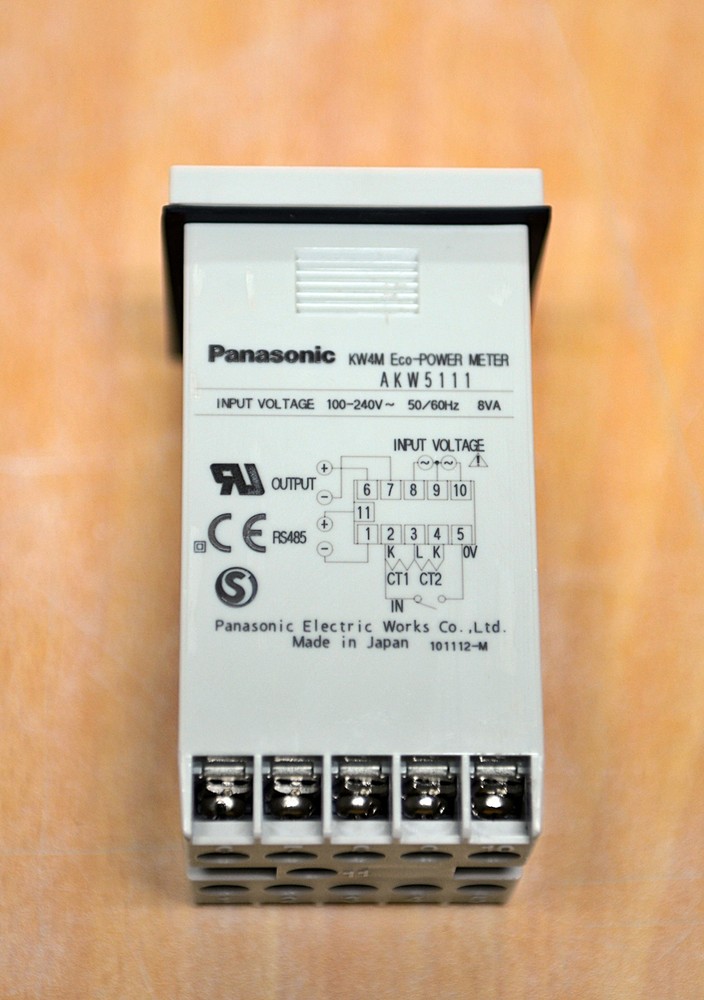 Panasonic KW4M Eco-POWER METER
AKW5111
INPUT VOLTAGE 100-240V~ 50/60Hz 8VA
INPUT VOLTAGE
+ ~ ~
OUTPUT
6 7 8 9 10
−
11
+
CE RS485
1 2 3 4 5
−
K L K 0V
CT1 CT2
S
IN
Panasonic Electric Works Co.,Ltd.
Made in Japan 101112-M
11